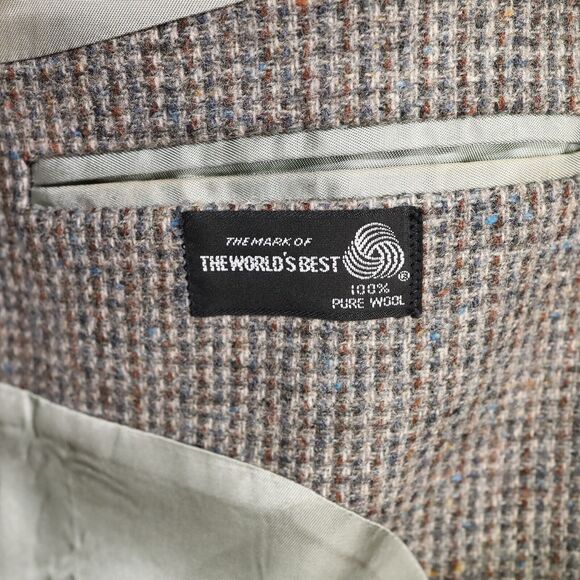 THE MARK OF
THE WORLD'S BEST
®
100%
PURE WOOL